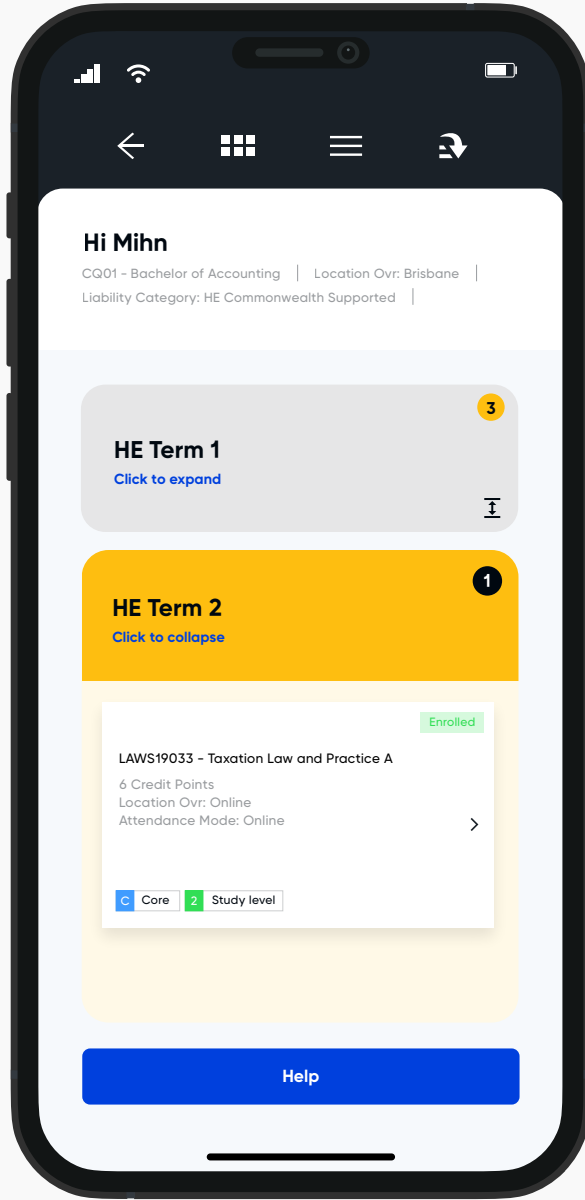 Hi Mihn
CQ01 - Bachelor of Accounting | Location Ovr: Brisbane |
Liability Category: HE Commonwealth Supported |
3
HE Term 1
Click to expand
1
HE Term 2
Click to collapse
Enrolled
LAWS19033 - Taxation Law and Practice A
6 Credit Points
Location Ovr: Online
Attendance Mode: Online
C Core 2 Study level
Help